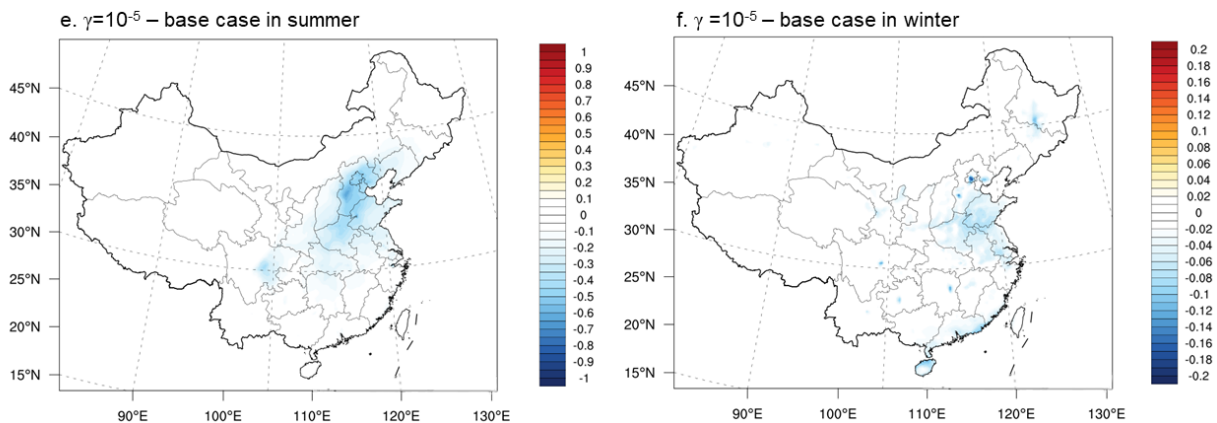 e. γ=10⁻⁵ – base case in summer
f. γ =10⁻⁵ – base case in winter
45°N
40°N
35°N
30°N
25°N
20°N
15°N
90°E 100°E 110°E 120°E 130°E
1
0.9
0.8
0.7
0.6
0.5
0.4
0.3
0.2
0.1
0
-0.1
-0.2
-0.3
-0.4
-0.5
-0.6
-0.7
-0.8
-0.9
-1
45°N
40°N
35°N
30°N
25°N
20°N
15°N
90°E 100°E 110°E 120°E 130°E
0.2
0.18
0.16
0.14
0.12
0.1
0.08
0.06
0.04
0.02
0
-0.02
-0.04
-0.06
-0.08
-0.1
-0.12
-0.14
-0.16
-0.18
-0.2